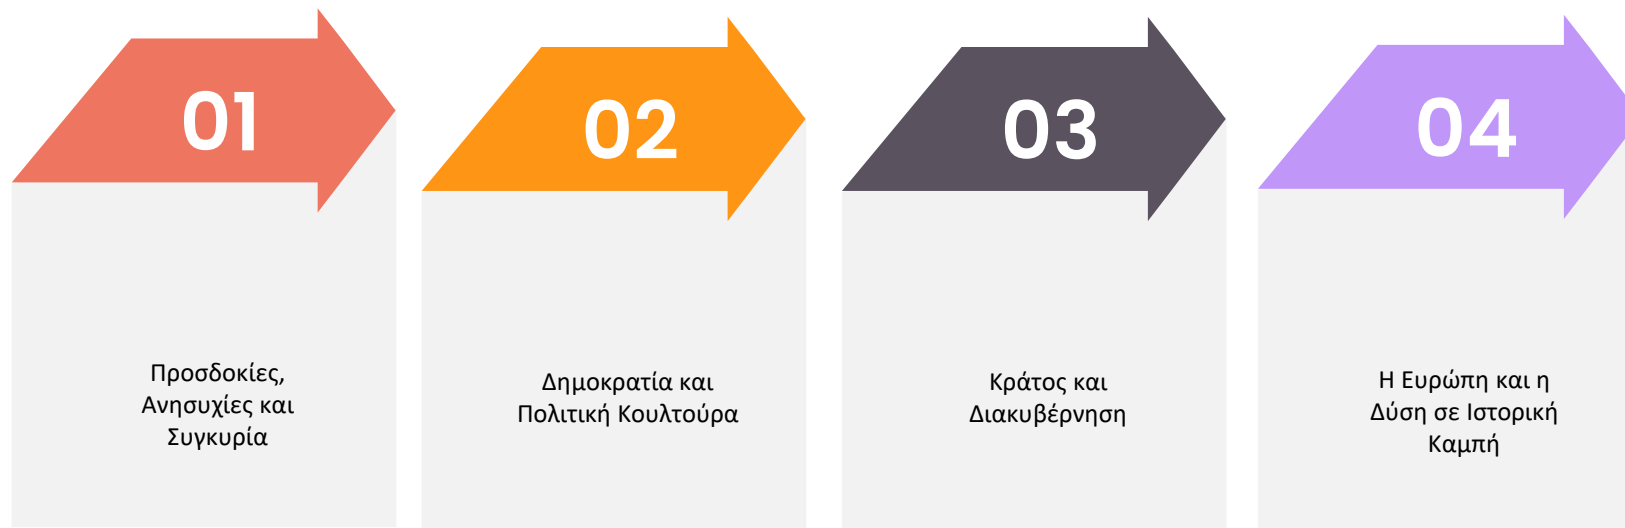 01
Προσδοκίες,
Ανησυχίες και
Συγκυρία
02
Δημοκρατία και
Πολιτική Κουλτούρα
03
Κράτος και
Διακυβέρνηση
04
Η Ευρώπη και η
Δύση σε Ιστορική
Καμπή